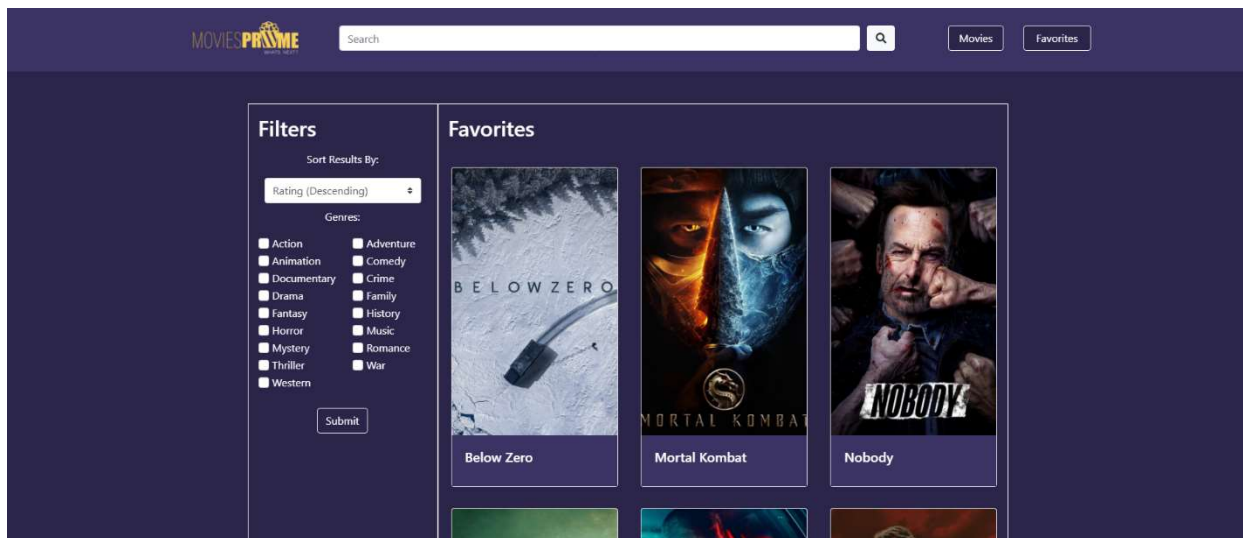 MOVIESPRIME
WHATS NEXT?
Search
Movies
Favorites
Filters
Sort Results By:
Rating (Descending)
Genres:
Action
Adventure
Animation
Comedy
Documentary
Crime
Drama
Family
Fantasy
History
Horror
Music
Mystery
Romance
Thriller
War
Western
Submit
Favorites
BELOWZERO
MORTAL KOMBAT
NOBODY
Below Zero
Mortal Kombat
Nobody